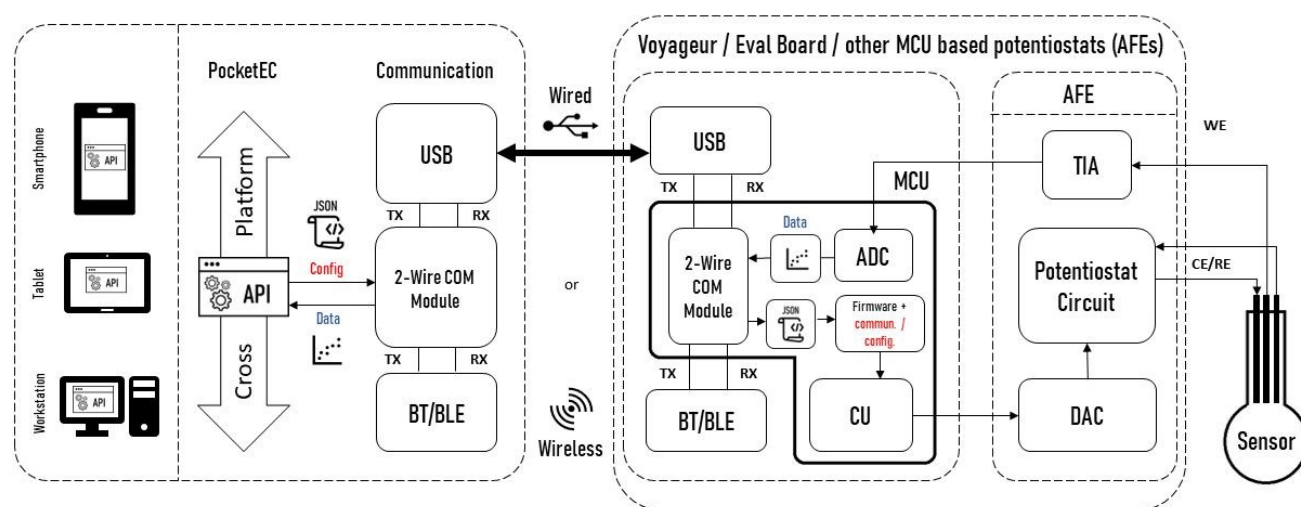 Smartphone
Tablet
Workstation
API
API
API
PocketEC
Platform
Cross
API
JSON
Config
Data
Communication
USB
TX RX
2-Wire COM
Module
TX RX
BT/BLE
Wired
or
Wireless
Voyageur / Eval Board / other MCU based potentiostats (AFEs)
USB
TX RX
MCU
2-Wire
COM
Module
Data
ADC
JSON
Firmware +
commun. /
config.
TX RX
BT/BLE
CU
AFE
TIA
Potentiostat
Circuit
DAC
WE
CE/RE
Sensor